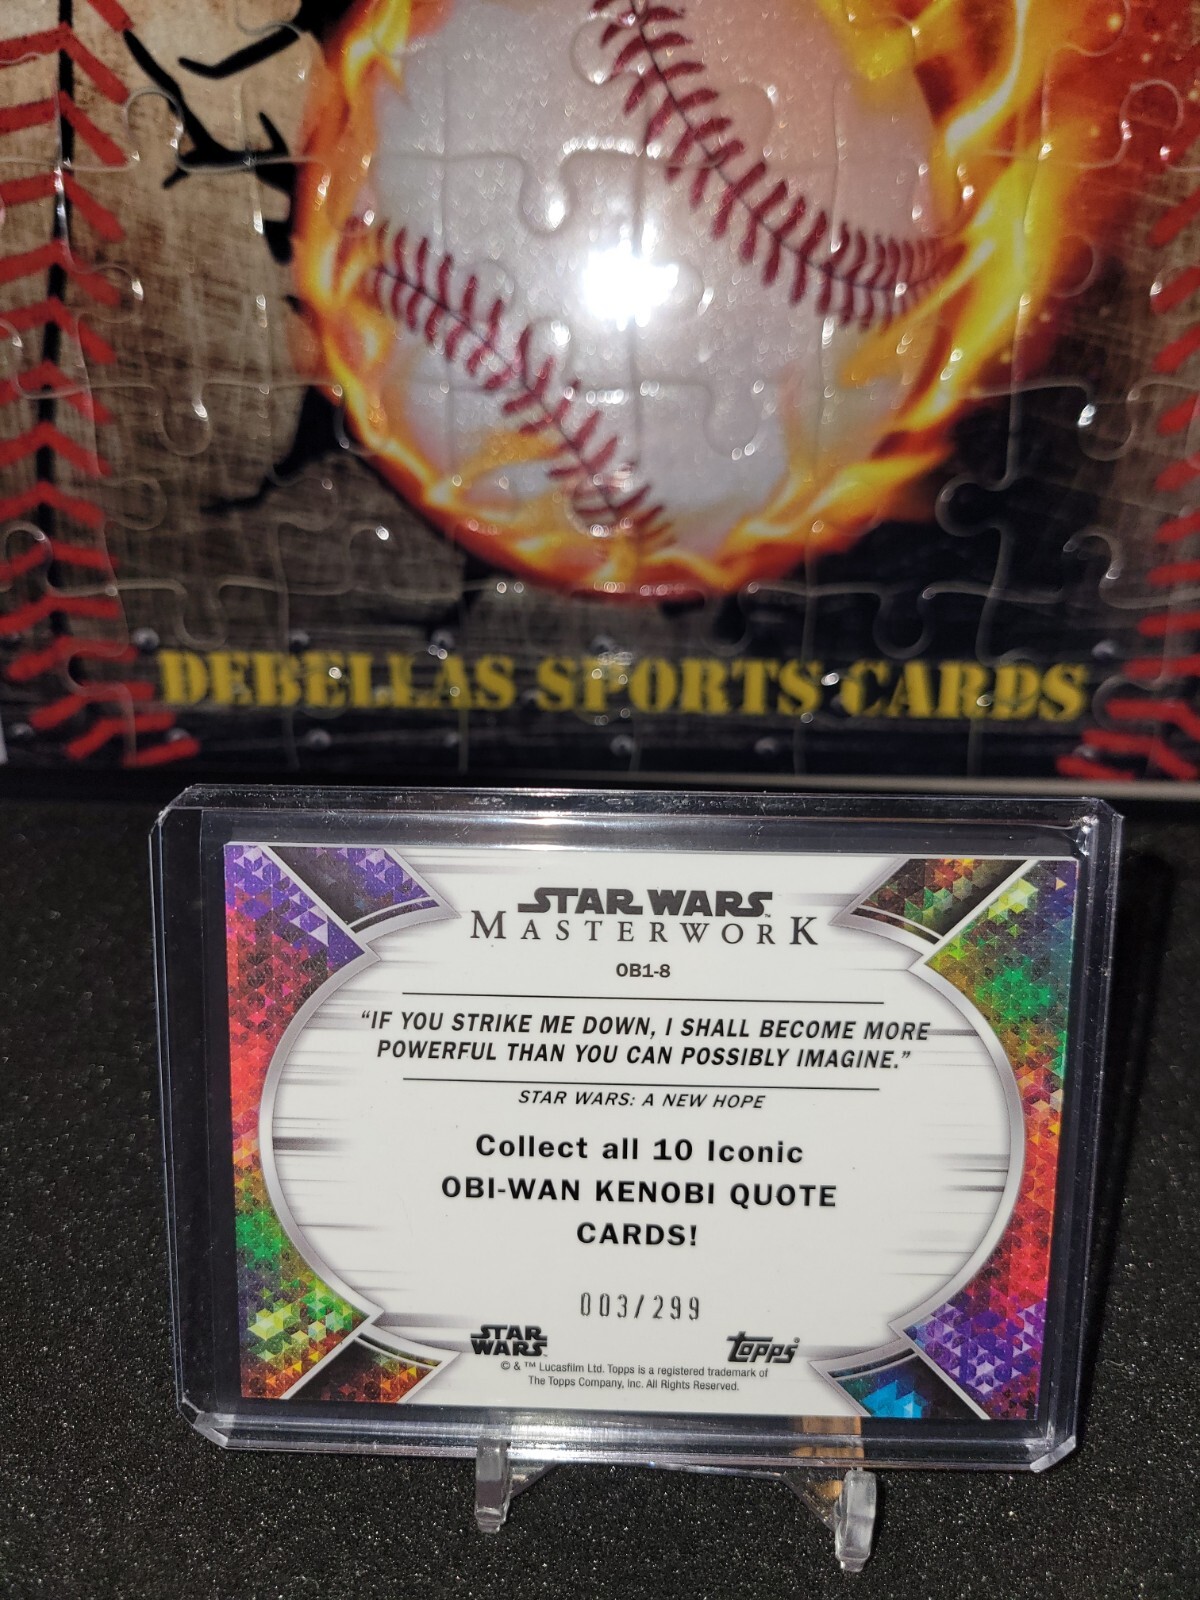 DEBELLAS SPORTS CARDS
STAR WARS™
MASTERWORK
OB1-8
“IF YOU STRIKE ME DOWN, I SHALL BECOME MORE
POWERFUL THAN YOU CAN POSSIBLY IMAGINE.”
STAR WARS: A NEW HOPE
Collect all 10 Iconic
OBI-WAN KENOBI QUOTE
CARDS!
003/299
STAR WARS topps
© & ™ Lucasfilm Ltd. Topps is a registered trademark of
The Topps Company, Inc. All Rights Reserved.